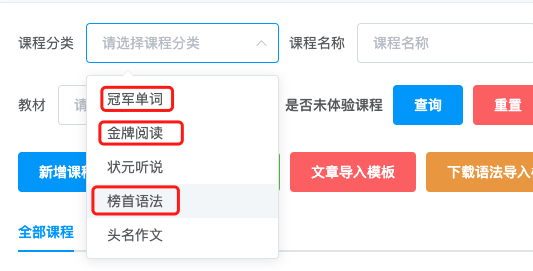 课程分类 请选择课程分类 课程名称 课程名称
冠军单词
教材 请 是否未体验课程 查询 重置
金牌阅读
状元听说
新增课程 文章导入模板 下载语法导入
榜首语法
全部课程
头名作文